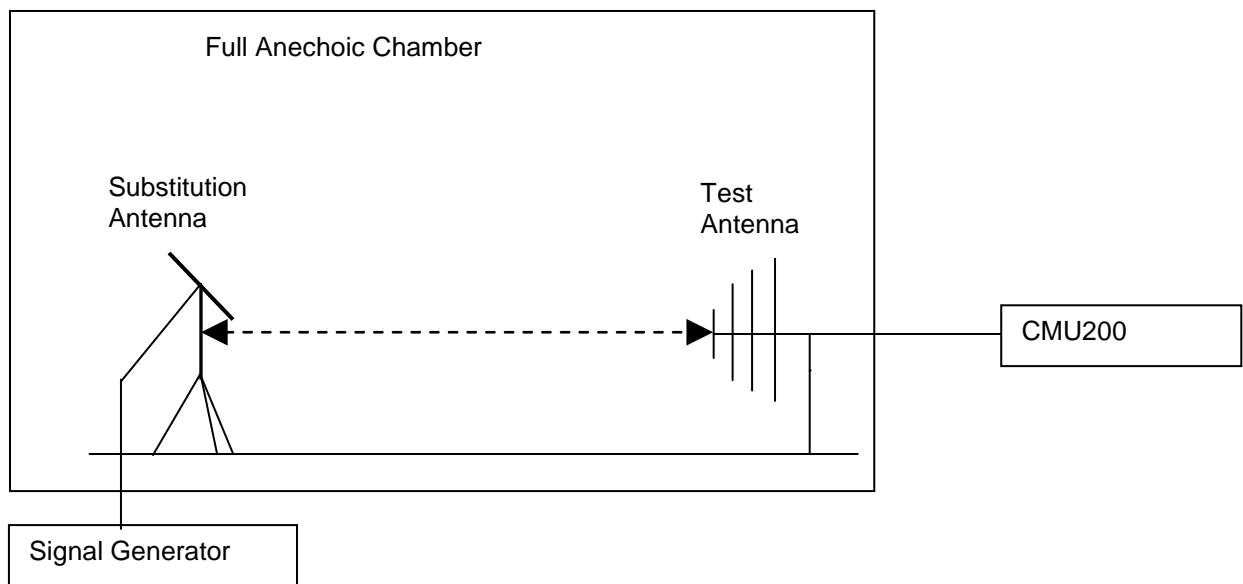 Full Anechoic Chamber
Substitution
Antenna
Test
Antenna
CMU200
Signal Generator